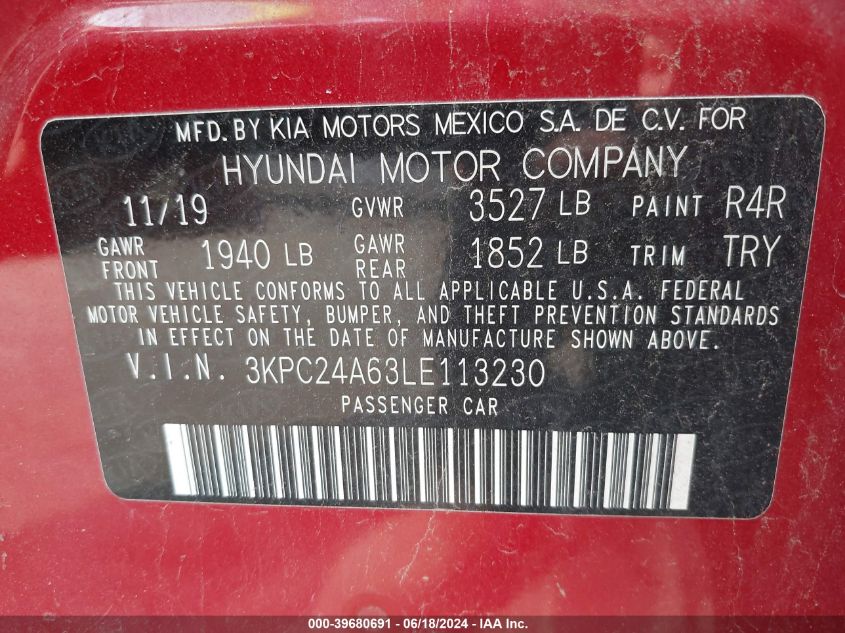 MFD. BY KIA MOTORS MEXICO S.A. DE C.V. FOR
HYUNDAI MOTOR COMPANY
11/19 GVWR 3527 LB PAINT R4R
GAWR FRONT 1940 LB GAWR REAR 1852 LB TRIM TRY
THIS VEHICLE CONFORMS TO ALL APPLICABLE U.S.A. FEDERAL
MOTOR VEHICLE SAFETY, BUMPER, AND THEFT PREVENTION STANDARDS
IN EFFECT ON THE DATE OF MANUFACTURE SHOWN ABOVE.
V.I.N. 3KPC24A63LE113230
PASSENGER CAR
000-39680691 - 06/18/2024 - IAAI.com